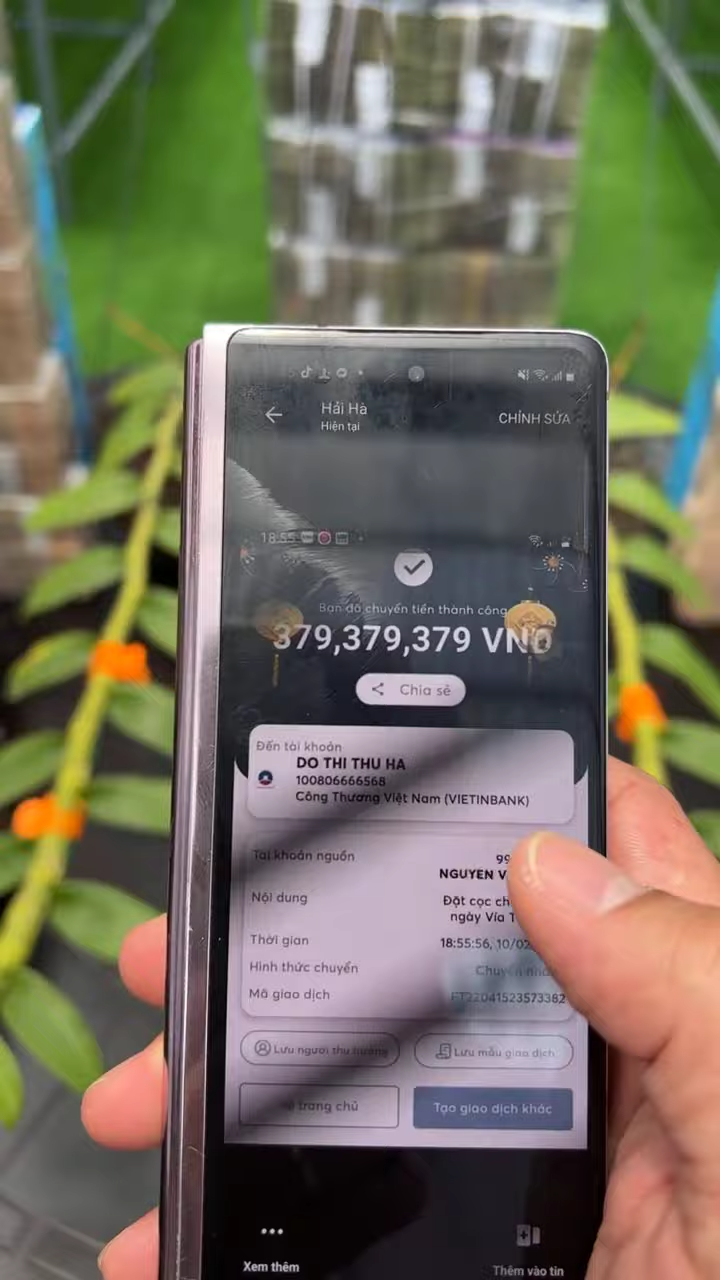 Hải Hà
Hiện tại
CHỈNH SỬA
18:55
Bạn đã chuyển tiền thành công
379,379,379 VND
Chia sẻ
Đến tài khoản
DO THI THU HA
100806666568
Công Thương Việt Nam (VIETINBANK)
Tài khoản nguồn
99
NGUYEN V
Nội dung
Đặt cọc
ngày Vía
Thời gian
18:55:56, 10/02
Hình thức chuyển
Chuyển
Mã giao dịch
FT22041523573382
Lưu người thụ hưởng
Lưu mẫu giao dịch
trang chủ
Tạo giao dịch khác
Xem thêm
Thêm vào tin